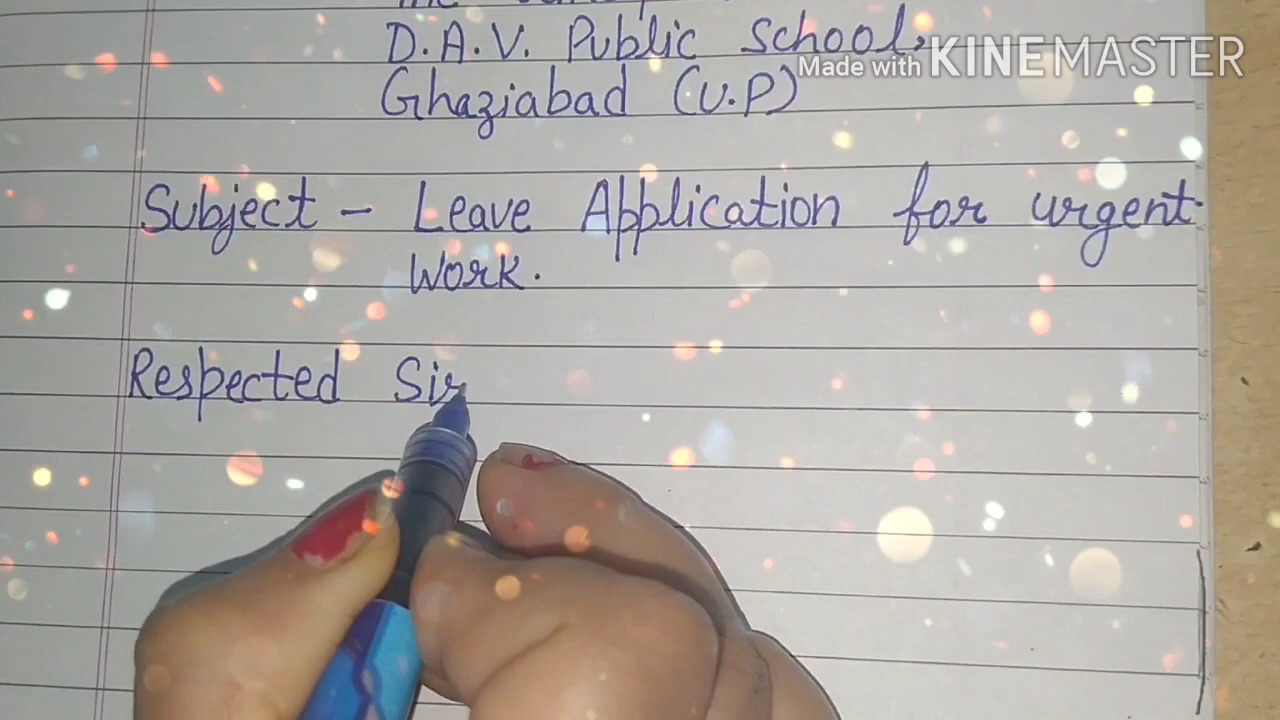 D.A.V. Public School,
Made with KINEMASTER
Ghaziabad (U.P)
Subject - Leave Application for urgent
Work.
Respected Sir